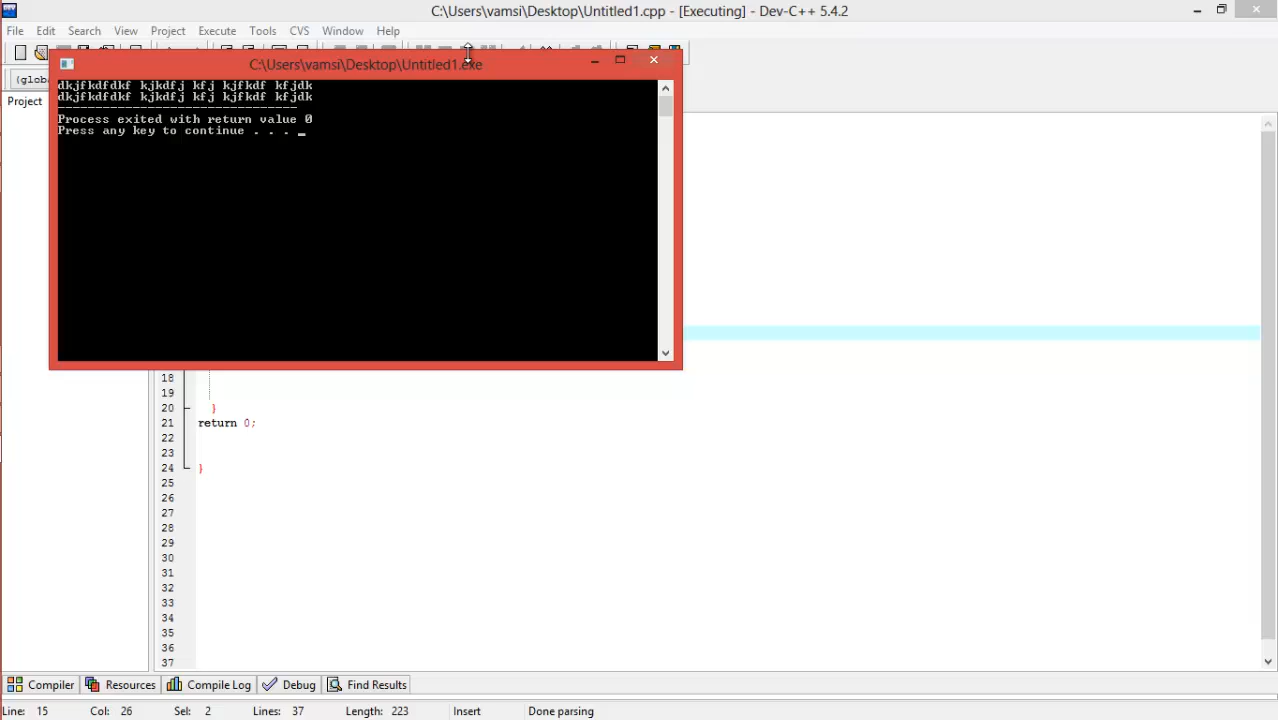 C:\Users\vamsi\Desktop\Untitled1.cpp - [Executing] - Dev-C++ 5.4.2
File Edit Search View Project Execute Tools CVS Window Help
C:\Users\vamsi\Desktop\Untitled1.exe
(globa
Project
dkjfkdfdkf kjkdfj kfj kjfkdf kfjdk
dkjfkdfdkf kjkdfj kfj kjfkdf kfjdk
--------------------------------
Process exited with return value 0
Press any key to continue . . . _
18
19
20 }
21 return 0;
22
23
24 }
25
26
27
28
29
30
31
32
33
34
35
36
37
Compiler Resources Compile Log Debug Find Results
Line: 15 Col: 26 Sel: 2 Lines: 37 Length: 223 Insert Done parsing